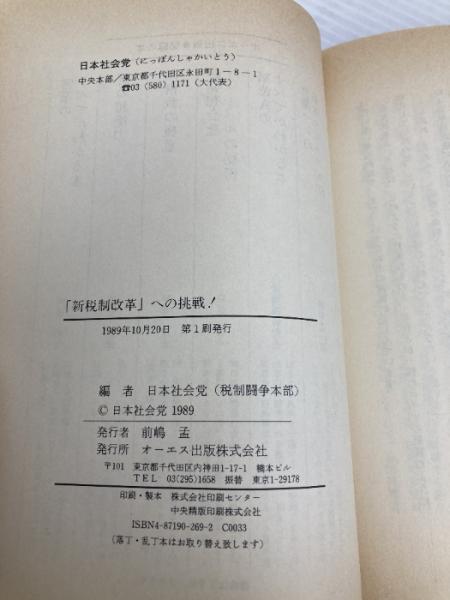 日本社会党（にっぽんしゃかいとう）
中央本部／東京都千代田区永田町1－8－1
☎03（580）1171（大代表）
「新税制改革」への挑戦！
1989年10月20日　第1刷発行
編　者　日本社会党（税制闘争本部）
© 日本社会党 1989
発行者　前嶋　孟
発行所　オーエス出版株式会社
〒101　東京都千代田区内神田1-17-1　橋本ビル
TEL　03(295)1658　振替　東京1-29178
印刷・製本　株式会社印刷センター
中央精版印刷株式会社
ISBN4-87190-269-2　C0033
（落丁・乱丁本はお取り替え致します）